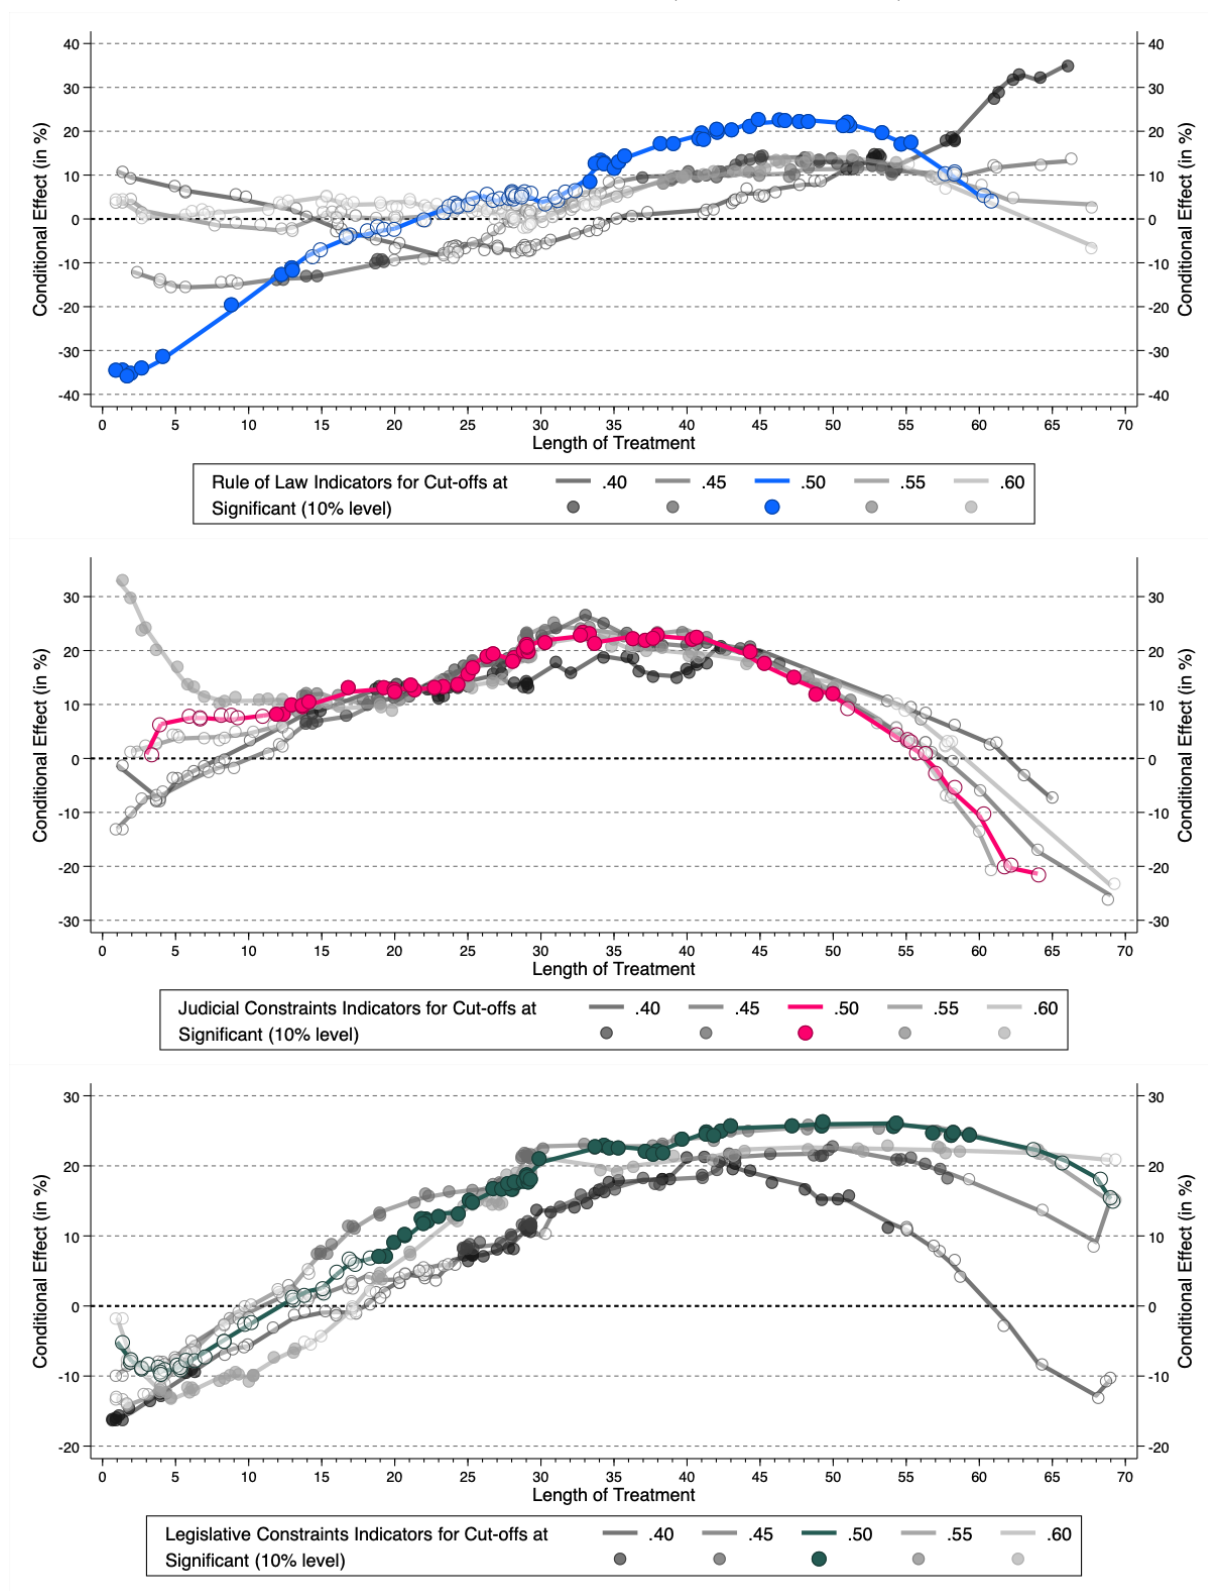 40 40
30 30
20 20
10 10
0 0
-10 -10
-20 -20
-30 -30
-40 -40
Conditional Effect (in %)
Conditional Effect (in %)
0 5 10 15 20 25 30 35 40 45 50 55 60 65 70
Length of Treatment
Rule of Law Indicators for Cut-offs at .40 .45 .50 .55 .60
Significant (10% level)
30 30
20 20
10 10
0 0
-10 -10
-20 -20
-30 -30
Conditional Effect (in %)
Conditional Effect (in %)
0 5 10 15 20 25 30 35 40 45 50 55 60 65 70
Length of Treatment
Judicial Constraints Indicators for Cut-offs at .40 .45 .50 .55 .60
Significant (10% level)
30 30
20 20
10 10
0 0
-10 -10
-20 -20
Conditional Effect (in %)
Conditional Effect (in %)
0 5 10 15 20 25 30 35 40 45 50 55 60 65 70
Length of Treatment
Legislative Constraints Indicators for Cut-offs at .40 .45 .50 .55 .60
Significant (10% level)